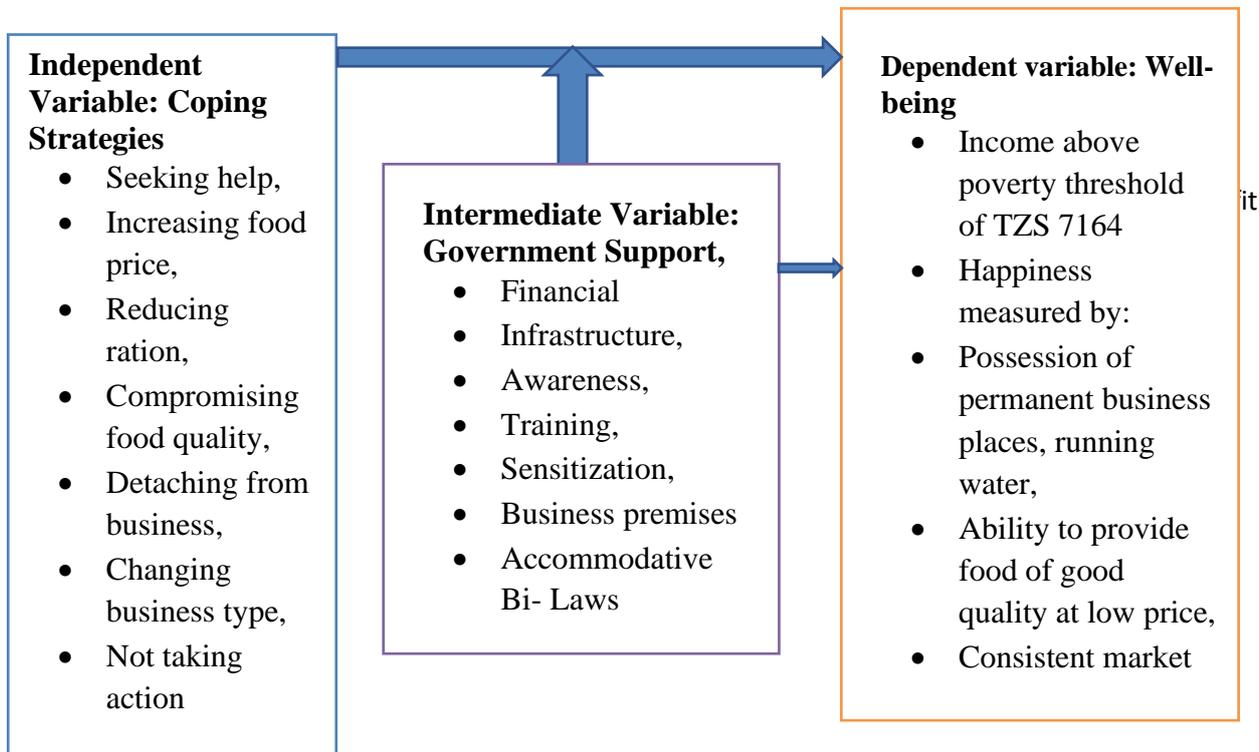 Independent
Variable: Coping
Strategies
• Seeking help,
• Increasing food
price,
• Reducing
ration,
• Compromising
food quality,
• Detaching from
business,
• Changing
business type,
• Not taking
action
Intermediate Variable:
Government Support,
• Financial
• Infrastructure,
• Awareness,
• Training,
• Sensitization,
• Business premises
• Accommodative
Bi- Laws
Dependent variable: Well-
being
• Income above
poverty threshold
of TZS 7164
• Happiness
measured by:
• Possession of
permanent business
places, running
water,
• Ability to provide
food of good
quality at low price,
• Consistent market